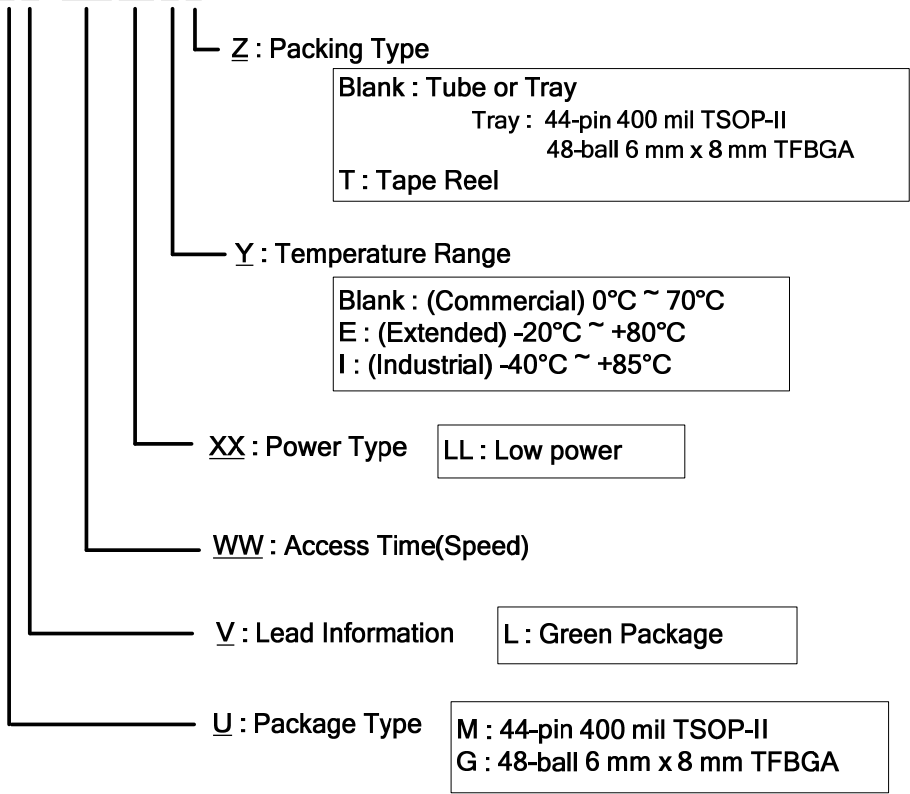 Z : Packing Type
Blank : Tube or Tray
Tray : 44-pin 400 mil TSOP-II
48-ball 6 mm x 8 mm TFBGA
T : Tape Reel
Y : Temperature Range
Blank : (Commercial) 0°C ~ 70°C
E : (Extended) -20°C ~ +80°C
I : (Industrial) -40°C ~ +85°C
XX : Power Type
LL : Low power
WW : Access Time(Speed)
V : Lead Information
L : Green Package
U : Package Type
M : 44-pin 400 mil TSOP-II
G : 48-ball 6 mm x 8 mm TFBGA